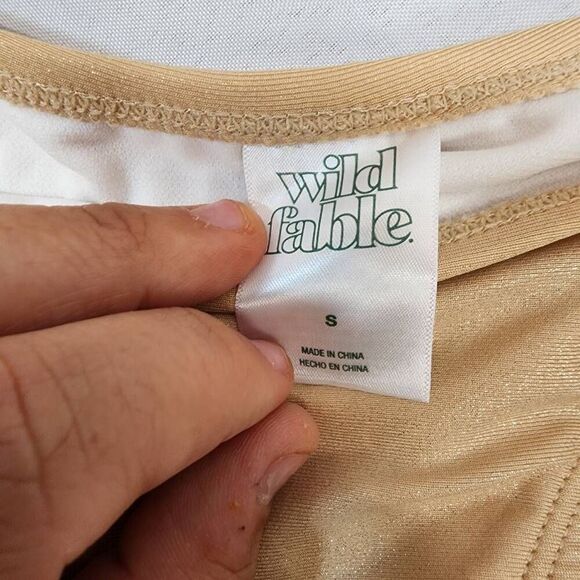 wild
fable.
S
MADE IN CHINA
HECHO EN CHINA